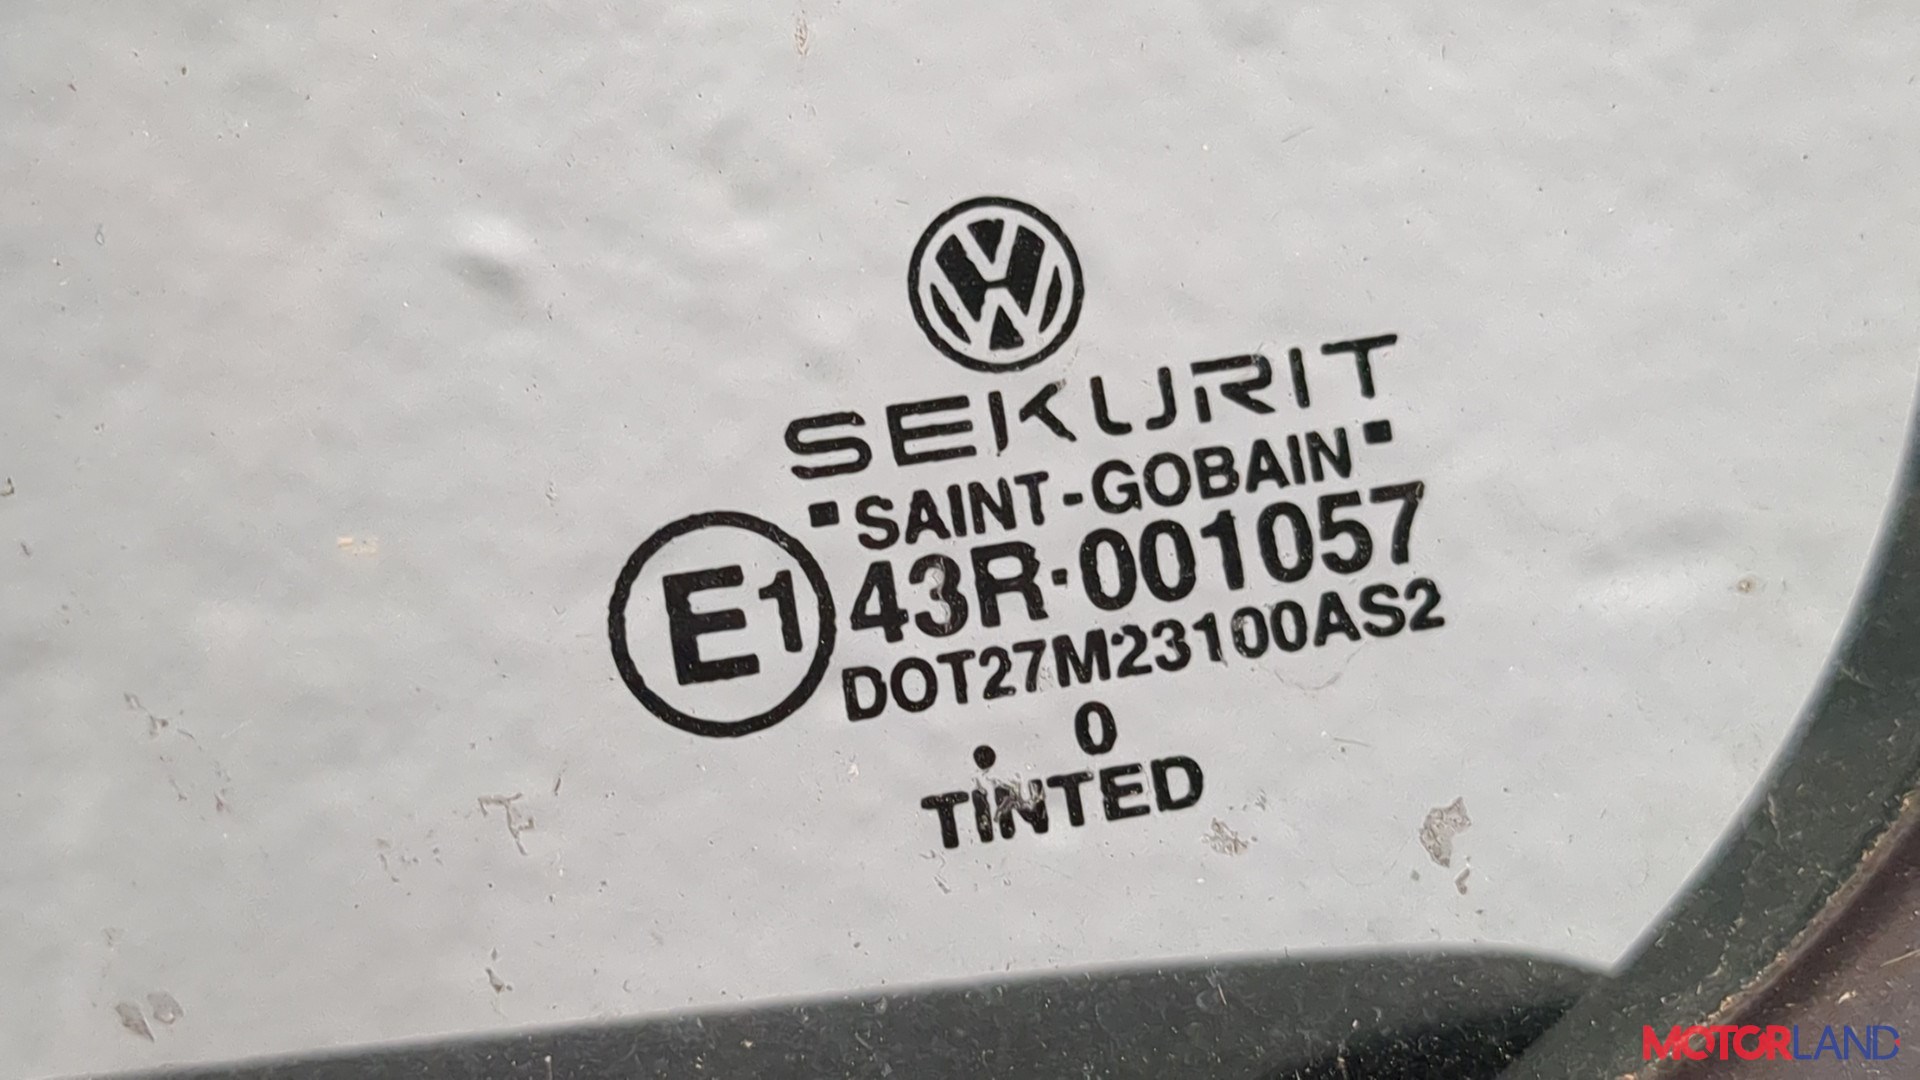 SEKURIT
SAINT-GOBAIN
E1 43R-001057
DOT27M23100AS2
. 0
TINTED
MOTORLAND